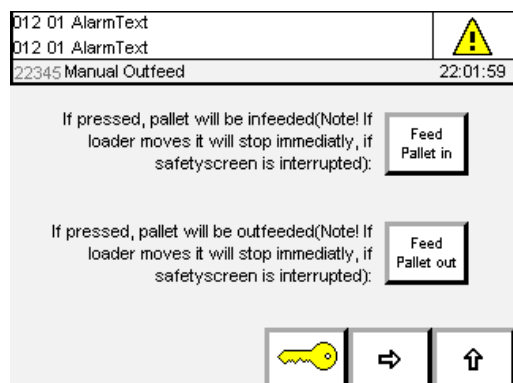 012 01 AlarmText
012 01 AlarmText
22345 Manual Outfeed 22:01:59
If pressed, pallet will be infeeded(Note! If
loader moves it will stop immediatly, if
safetyscreen is interrupted):
Feed
Pallet in
If pressed, pallet will be outfeeded(Note! If
loader moves it will stop immediatly, if
safetyscreen is interrupted):
Feed
Pallet out